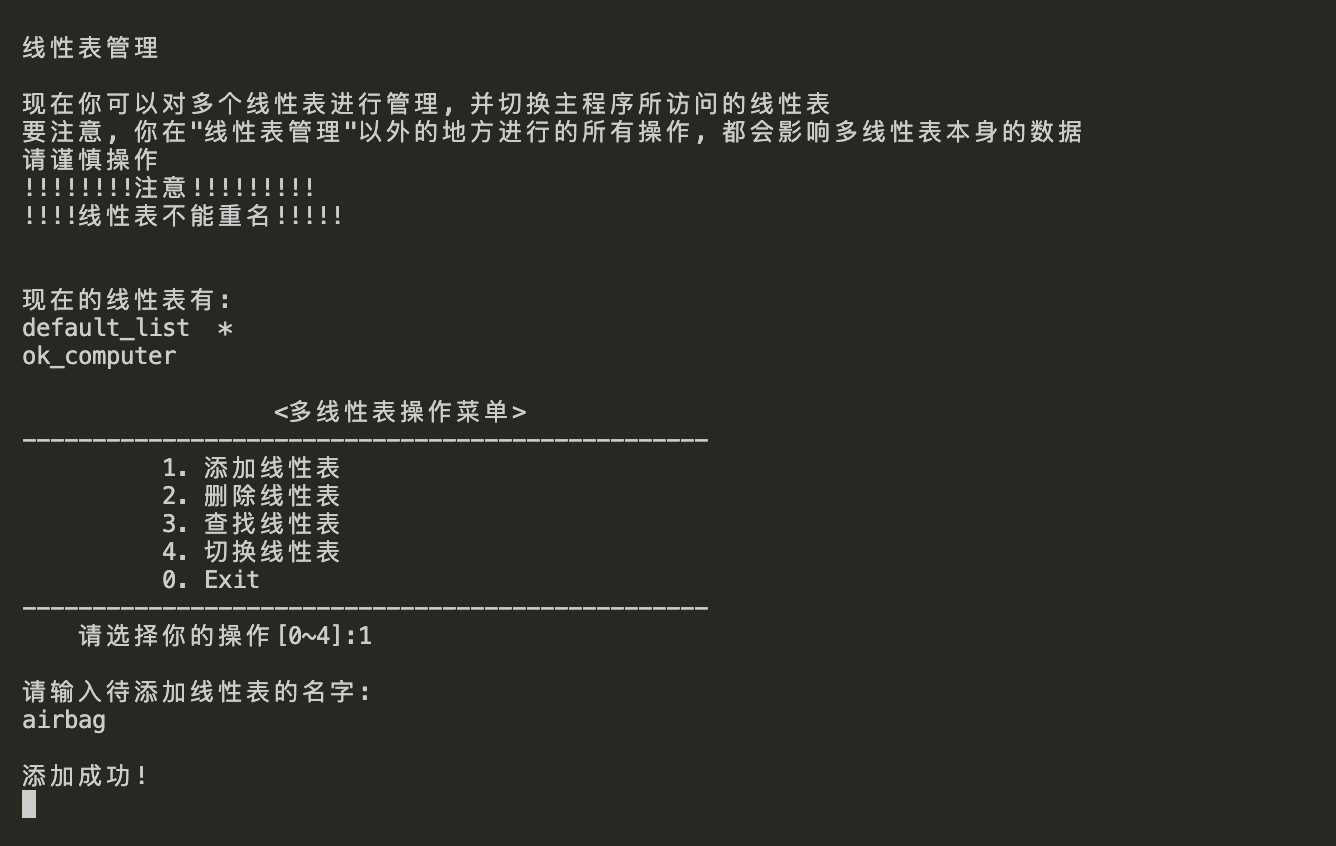 线性表管理
现在你可以对多个线性表进行管理，并切换主程序所访问的线性表
要注意，你在"线性表管理"以外的地方进行的所有操作，都会影响多线性表本身的数据
请谨慎操作
!!!!!!!!注意!!!!!!!!!
!!!!线性表不能重名!!!!!
现在的线性表有:
default_list  *
ok_computer
<多线性表操作菜单>
-------------------------------------------------
1. 添加线性表
2. 删除线性表
3. 查找线性表
4. 切换线性表
0. Exit
-------------------------------------------------
请选择你的操作[0~4]:1
请输入待添加线性表的名字:
airbag
添加成功!